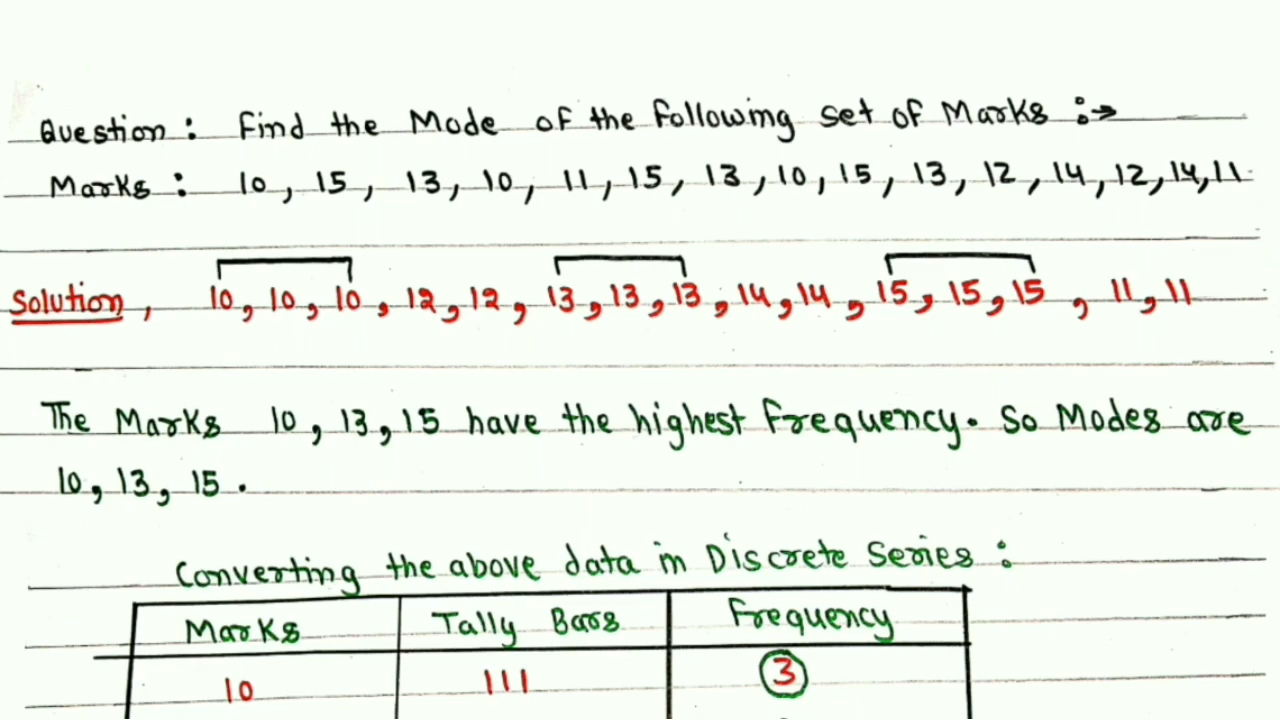 Question : Find the Mode of the following set of Marks :→
Marks : 10, 15, 13, 10, 11, 15, 13, 10, 15, 13, 12, 14, 12, 14, 11
Solution, 10, 10, 10, 12, 12, 13, 13, 13, 14, 14, 15, 15, 15, 11, 11
The Marks 10, 13, 15 have the highest frequency. So Modes are
10, 13, 15.
Converting the above data in Discrete Series :
Marks Tally Bars Frequency
10 111 3